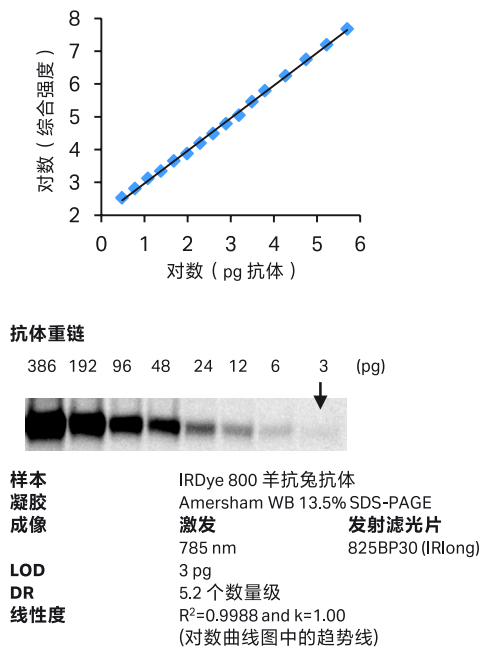 8
7
6
5
4
3
2
对数（综合强度）
0 1 2 3 4 5 6
对数（pg 抗体）
抗体重链
386 192 96 48 24 12 6 3 (pg)
样本 IRDye 800 羊抗兔抗体
凝胶 Amersham WB 13.5% SDS-PAGE
成像 激发 发射滤光片
785 nm 825BP30 (IRlong)
LOD 3 pg
DR 5.2 个数量级
线性度 R²=0.9988 and k=1.00
(对数曲线图中的趋势线)